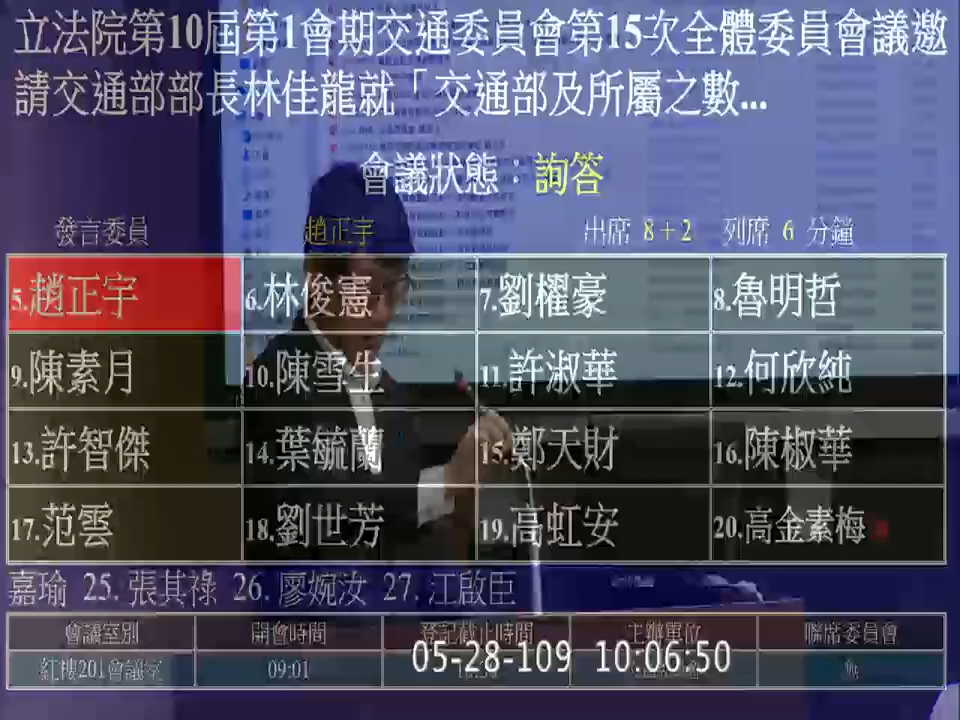 立法院第10屆第1會期交通委員會第15次全體委員會議邀
請交通部部長林佳龍就「交通部及所屬之數...
會議狀態：詢答
發言委員 趙正宇 出席 8+2 列席 6 分鐘
5.趙正宇 6.林俊憲 7.劉櫂豪 8.魯明哲
9.陳素月 10.陳雪生 11.許淑華 12.何欣純
13.許智傑 14.葉毓蘭 15.鄭天財 16.陳椒華
17.范雲 18.劉世芳 19.高虹安 20.高金素梅
嘉瑜 25. 張其祿 26. 廖婉汝 27. 江啟臣
會議室別 開會時間 登記截止時間 主辦單位 聯席委員會
紅樓201會議室 09:01 無
05-28-109 10:06:50